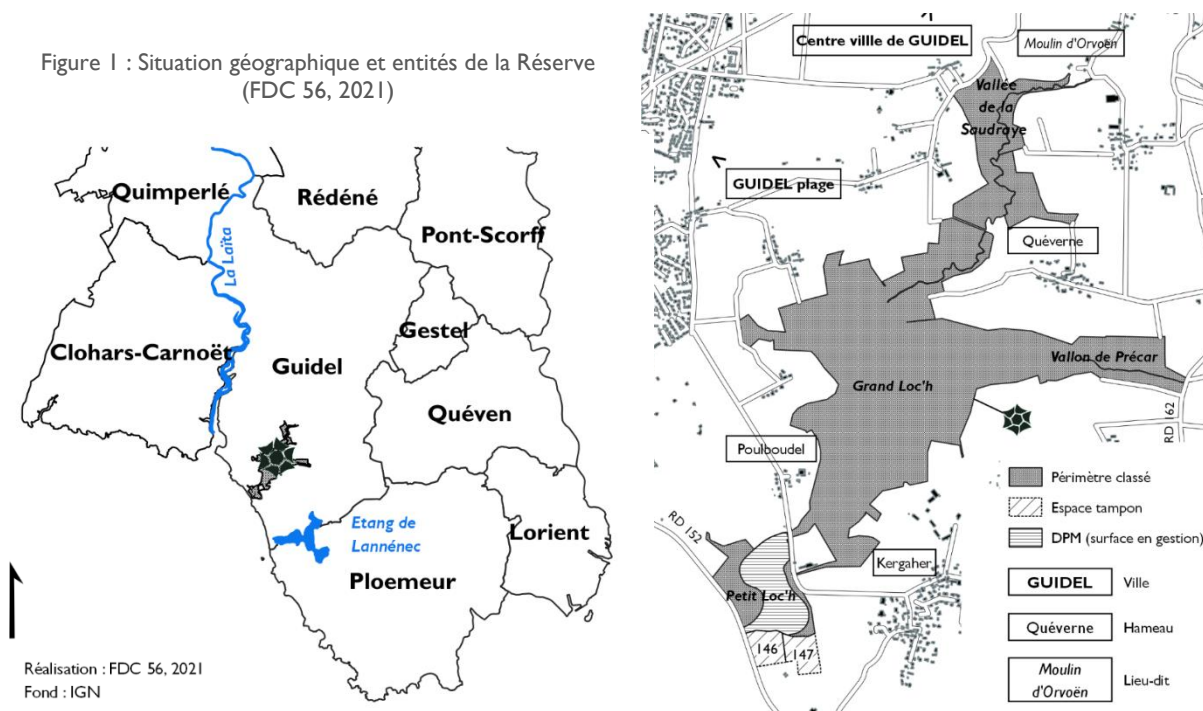 Figure 1 : Situation géographique et entités de la Réserve
(FDC 56, 2021)
Quimperlé
Rédéné
Pont-Scorff
La Laïta
Gestel
Clohars-Carnoët
Guidel
Quéven
Etang de
Lannénec
Lorient
Ploemeur
Réalisation : FDC 56, 2021
Fond : IGN
Centre villle de GUIDEL
Moulin d'Orvoën
Vallée
de la
Saudraye
GUIDEL plage
Quéverne
Vallon de Précar
Grand Loc'h
RD 162
Poulboudel
RD 152
Kergaher
Petit Loc'h
146
147
Périmètre classé
Espace tampon
DPM (surface en gestion)
GUIDEL Ville
Quéverne Hameau
Moulin
d'Orvoën Lieu-dit